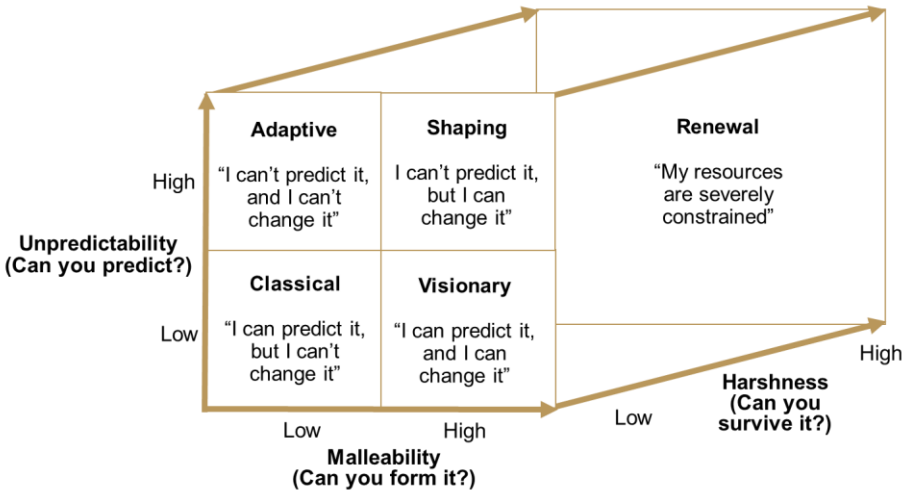 Adaptive
“I can’t predict it,
and I can’t
change it”
Shaping
I can’t predict it,
but I can
change it”
Renewal
“My resources
are severely
constrained”
High
Unpredictability
(Can you predict?)
Low
Classical
“I can predict it,
but I can’t
change it”
Visionary
“I can predict it,
and I can
change it”
Low
High
Malleability
(Can you form it?)
Low
High
Harshness
(Can you
survive it?)